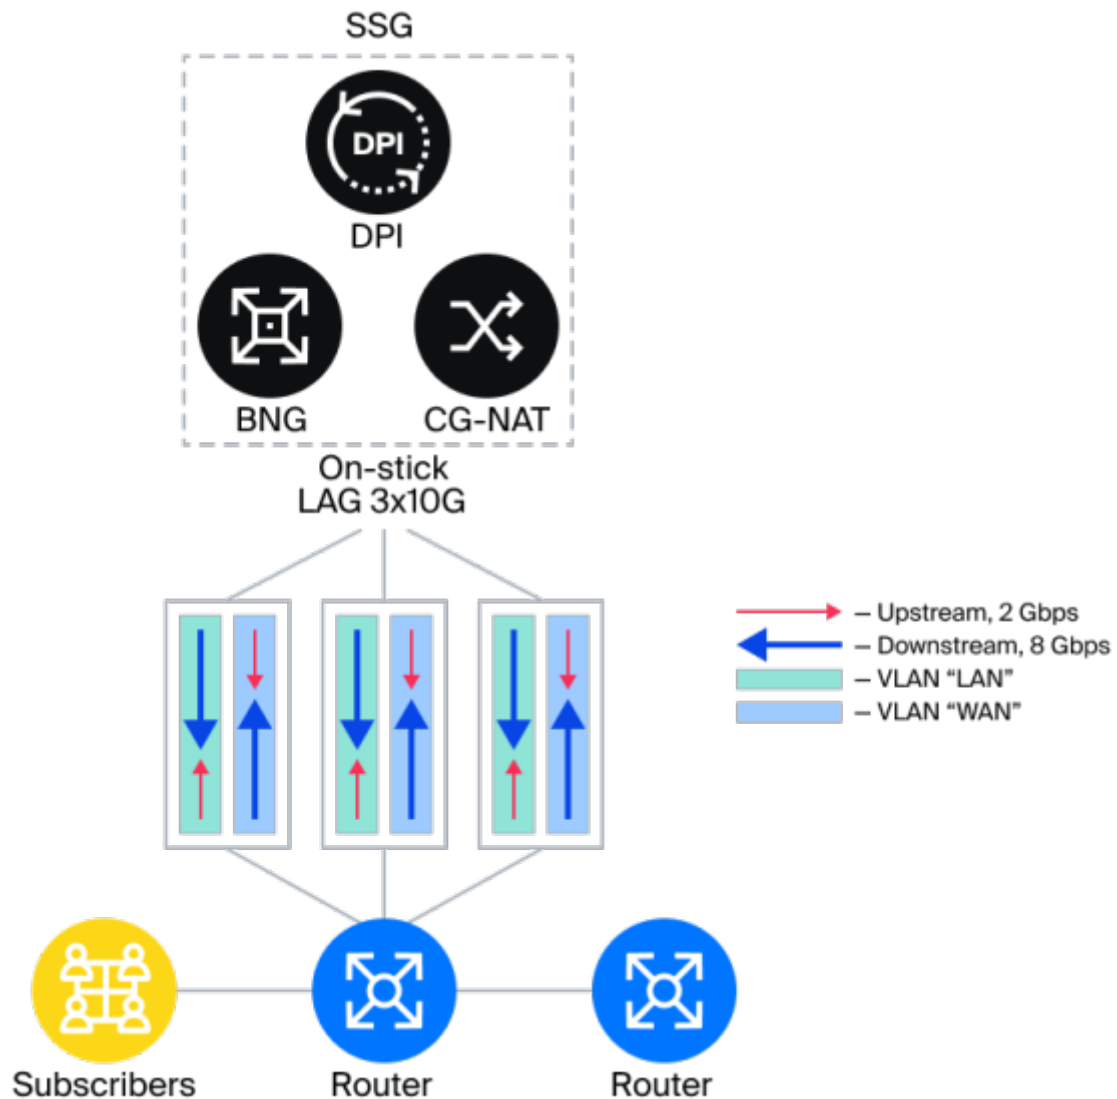 SSG
DPI
DPI
BNG
CG-NAT
On-stick
LAG 3x10G
– Upstream, 2 Gbps
– Downstream, 8 Gbps
– VLAN “LAN”
– VLAN “WAN”
Subscribers
Router
Router